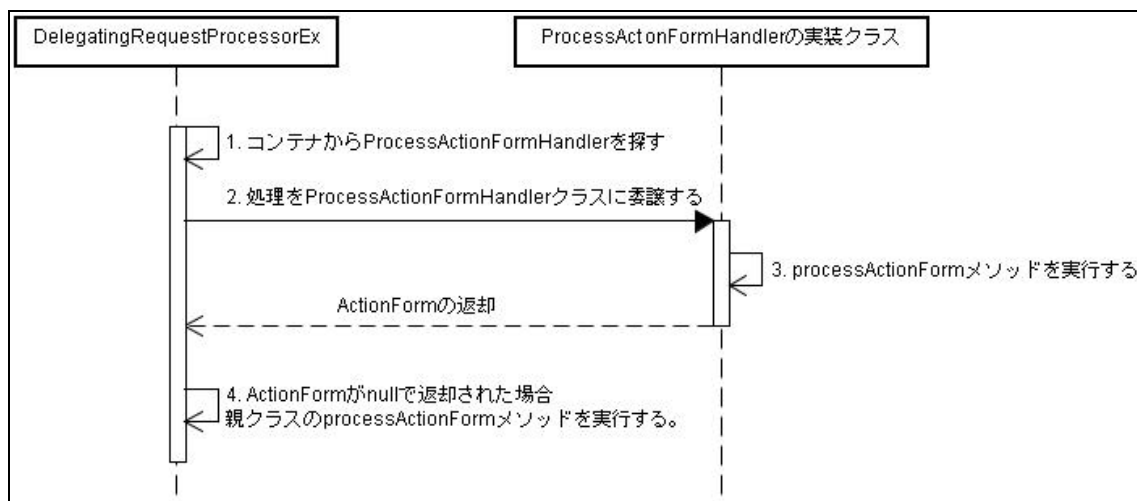 DelegatingRequestProcessorEx
ProcessActonFormHandlerの実装クラス
1. コンテナからProcessActionFormHandlerを探す
2. 処理をProcessActionFormHandlerクラスに委譲する
3. processActionFormメソッドを実行する
ActionFormの返却
4. ActionFormがnullで返却された場合
親クラスのprocessActionFormメソッドを実行する。